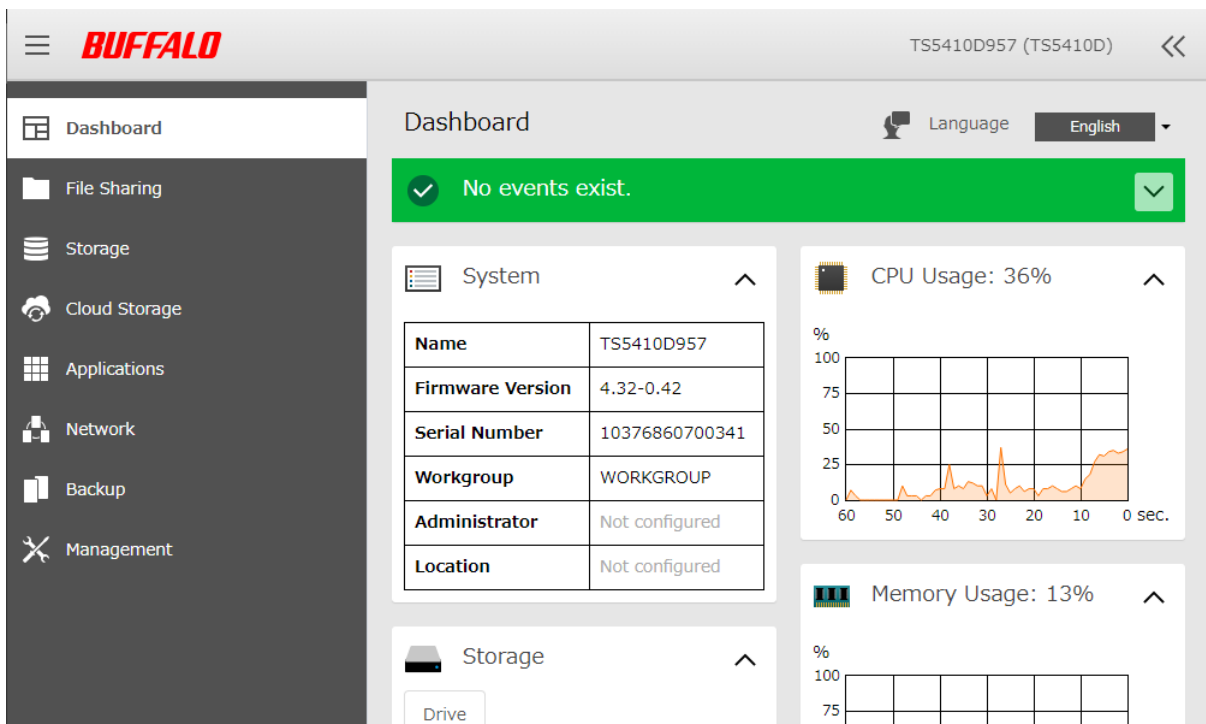 BUFFALO
TS5410D957 (TS5410D)
Dashboard
File Sharing
Storage
Cloud Storage
Applications
Network
Backup
Management
Dashboard
Language
English
No events exist.
System
Name TS5410D957
Firmware Version 4.32-0.42
Serial Number 10376860700341
Workgroup WORKGROUP
Administrator Not configured
Location Not configured
Storage
Drive
CPU Usage: 36%
%
100
75
50
25
0
60 50 40 30 20 10 0 sec.
Memory Usage: 13%
%
100
75